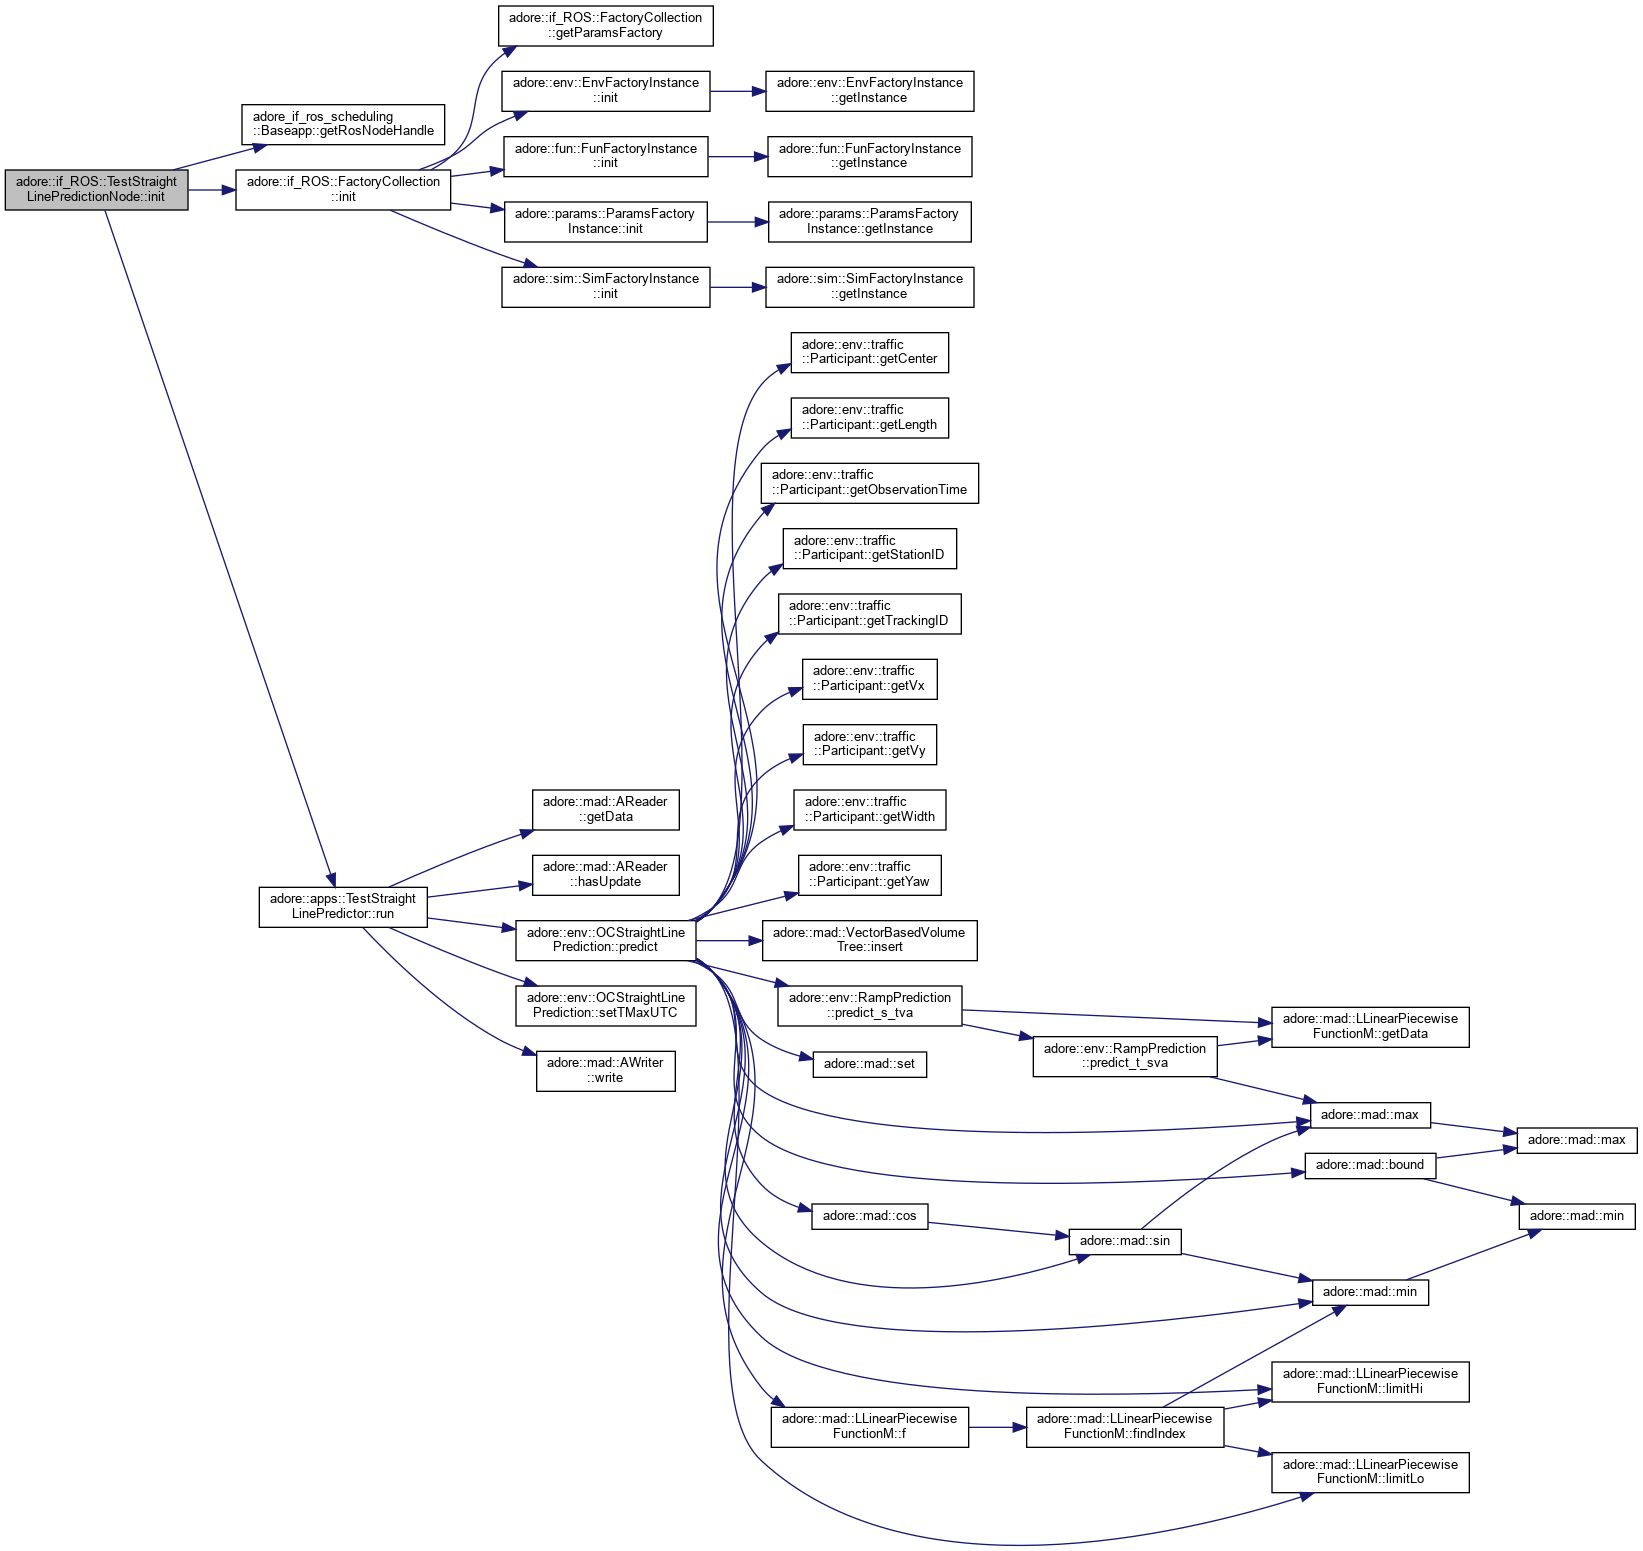 adore::if_ROS::TestStraight
LinePredictionNode::init
adore_if_ros_scheduling
::Baseapp::getRosNodeHandle
adore::if_ROS::FactoryCollection
::init
adore::if_ROS::FactoryCollection
::getParamsFactory
adore::env::EnvFactoryInstance
::init
adore::env::EnvFactoryInstance
::getInstance
adore::fun::FunFactoryInstance
::init
adore::fun::FunFactoryInstance
::getInstance
adore::params::ParamsFactory
Instance::init
adore::params::ParamsFactory
Instance::getInstance
adore::sim::SimFactoryInstance
::init
adore::sim::SimFactoryInstance
::getInstance
adore::apps::TestStraight
LinePredictor::run
adore::mad::AReader
::getData
adore::mad::AReader
::hasUpdate
adore::env::OCStraightLine
Prediction::predict
adore::env::OCStraightLine
Prediction::setTMaxUTC
adore::mad::AWriter
::write
adore::env::traffic
::Participant::getCenter
adore::env::traffic
::Participant::getLength
adore::env::traffic
::Participant::getObservationTime
adore::env::traffic
::Participant::getStationID
adore::env::traffic
::Participant::getTrackingID
adore::env::traffic
::Participant::getVx
adore::env::traffic
::Participant::getVy
adore::env::traffic
::Participant::getWidth
adore::env::traffic
::Participant::getYaw
adore::mad::VectorBasedVolume
Tree::insert
adore::env::RampPrediction
::predict_s_tva
adore::mad::set
adore::env::RampPrediction
::predict_t_sva
adore::mad::LLinearPiecewise
FunctionM::getData
adore::mad::max
adore::mad::max
adore::mad::bound
adore::mad::min
adore::mad::cos
adore::mad::sin
adore::mad::min
adore::mad::LLinearPiecewise
FunctionM::f
adore::mad::LLinearPiecewise
FunctionM::findIndex
adore::mad::LLinearPiecewise
FunctionM::limitHi
adore::mad::LLinearPiecewise
FunctionM::limitLo